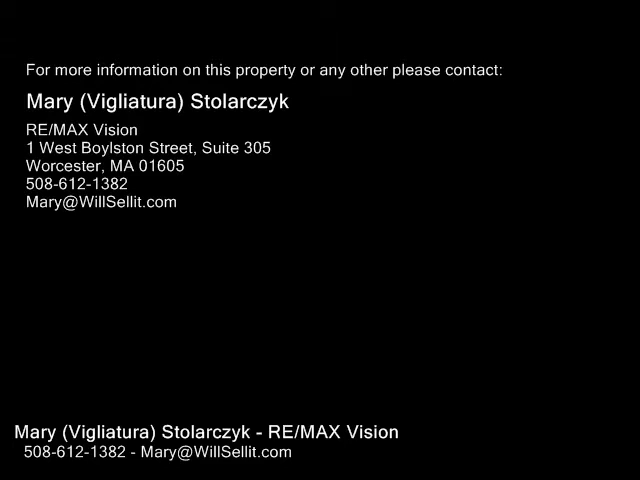 For more information on this property or any other please contact:
Mary (Vigliatura) Stolarczyk
RE/MAX Vision
1 West Boylston Street, Suite 305
Worcester, MA 01605
508-612-1382
Mary@WillSellit.com
Mary (Vigliatura) Stolarczyk - RE/MAX Vision
508-612-1382 - Mary@WillSellit.com